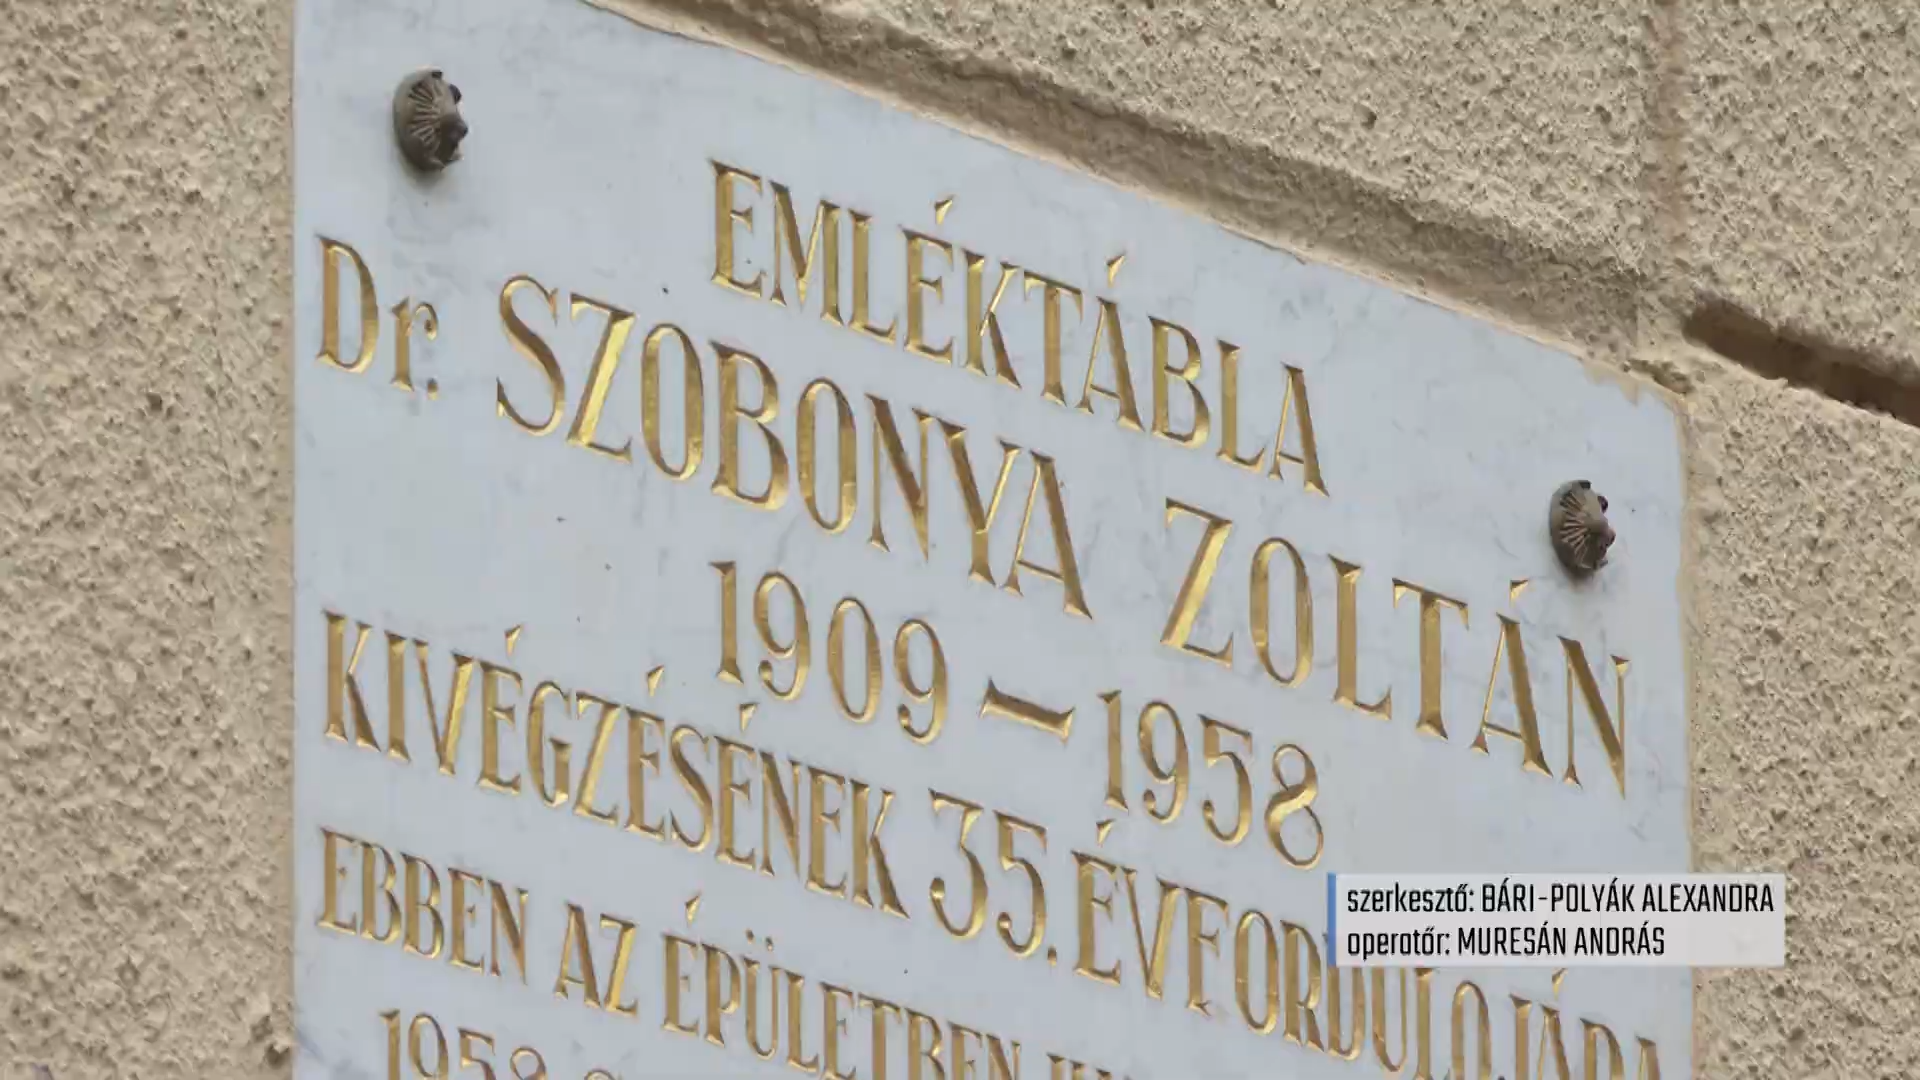 EMLÉKTÁBLA
Dr. SZOBONYA ZOLTÁN
1909 – 1958
KIVÉGZÉSÉNEK 35. ÉVFORDULÓJÁRA
EBBEN AZ ÉPÜLETBEN
1958
szerkesztő: BÁRI-POLYÁK ALEXANDRA
operatőr: MURESÁN ANDRÁS